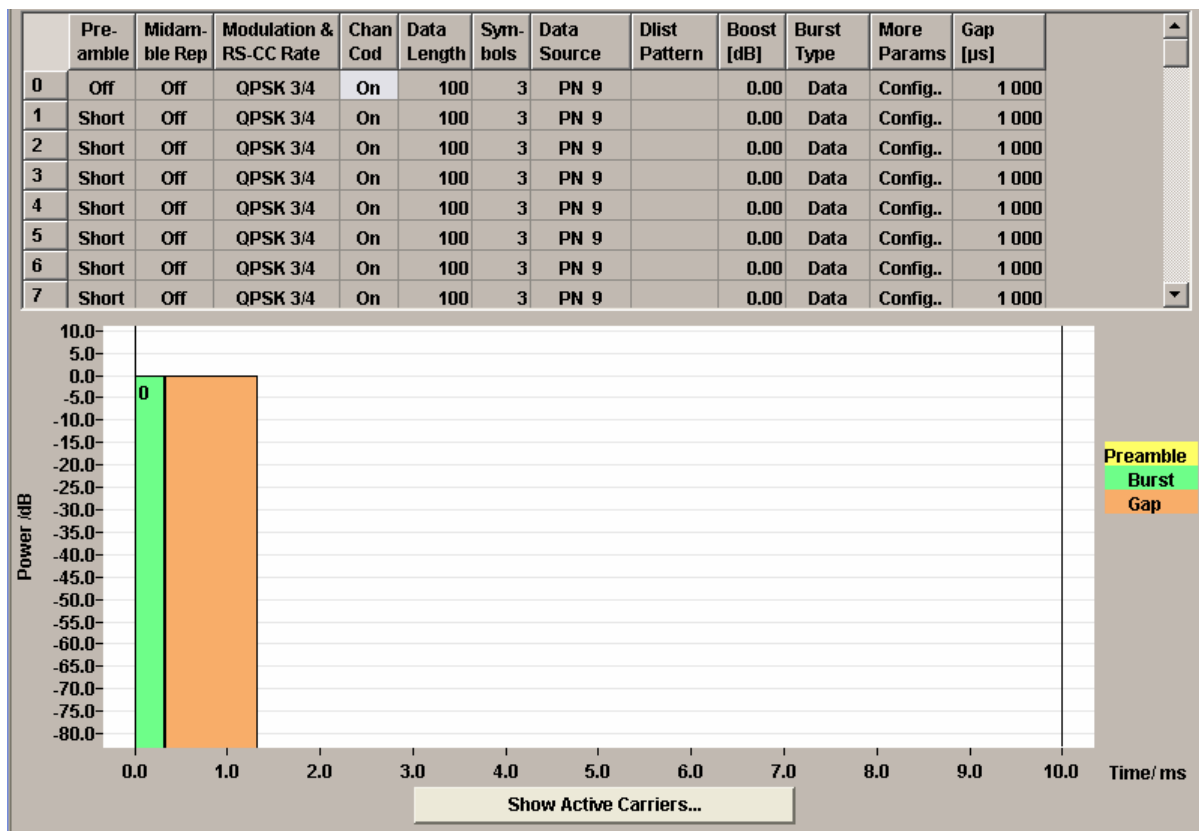 Pre-amble Midam-ble Rep Modulation & RS-CC Rate Chan Cod Data Length Sym-bols Data Source Dlist Pattern Boost [dB] Burst Type More Params Gap [µs]
0 Off Off QPSK 3/4 On 100 3 PN 9 0.00 Data Config.. 1 000
1 Short Off QPSK 3/4 On 100 3 PN 9 0.00 Data Config.. 1 000
2 Short Off QPSK 3/4 On 100 3 PN 9 0.00 Data Config.. 1 000
3 Short Off QPSK 3/4 On 100 3 PN 9 0.00 Data Config.. 1 000
4 Short Off QPSK 3/4 On 100 3 PN 9 0.00 Data Config.. 1 000
5 Short Off QPSK 3/4 On 100 3 PN 9 0.00 Data Config.. 1 000
6 Short Off QPSK 3/4 On 100 3 PN 9 0.00 Data Config.. 1 000
7 Short Off QPSK 3/4 On 100 3 PN 9 0.00 Data Config.. 1 000
10.0
5.0
0.0
-5.0
-10.0
-15.0
-20.0
-25.0
-30.0
-35.0
-40.0
-45.0
-50.0
-55.0
-60.0
-65.0
-70.0
-75.0
-80.0
Power /dB
0
Preamble
Burst
Gap
0.0 1.0 2.0 3.0 4.0 5.0 6.0 7.0 8.0 9.0 10.0 Time/ ms
Show Active Carriers...